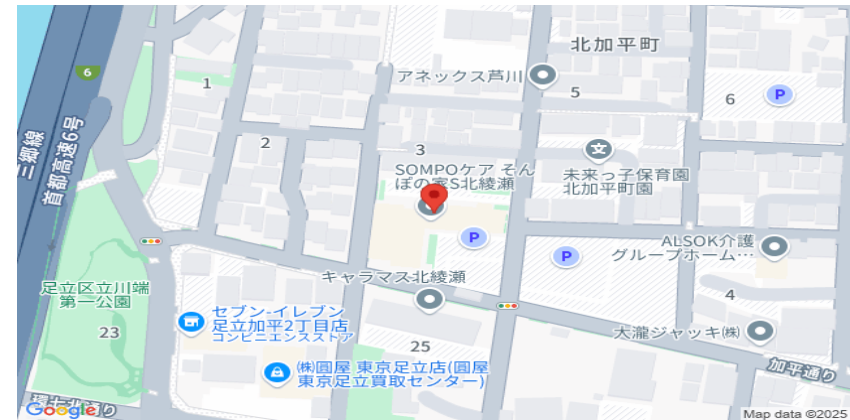 北加平町
6
アネックス芦川
1
5
6
P
三郷線
首都高速6号
2
3
文
SOMPOケア そん
ぽの家S北綾瀬
未来っ子保育園
北加平町園
P
P
ALSOK介護
グループホーム…
キャラマス北綾瀬
足立区立川端
第一公園
23
セブン-イレブン
足立加平2丁目店
コンビニエンスストア
4
大瀧ジャッキ㈱
25
㈱圓屋 東京足立店(圓屋
東京足立買取センター)
加平通り
Google
Map data ©2025